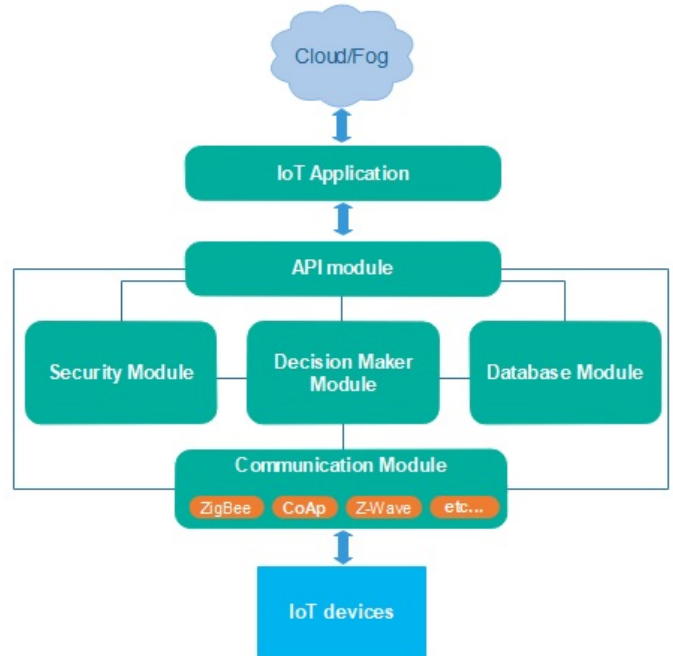 Cloud/Fog
IoT Application
API module
Security Module
Decision Maker
Module
Database Module
Communication Module
ZigBee
CoAp
Z-Wave
etc...
IoT devices